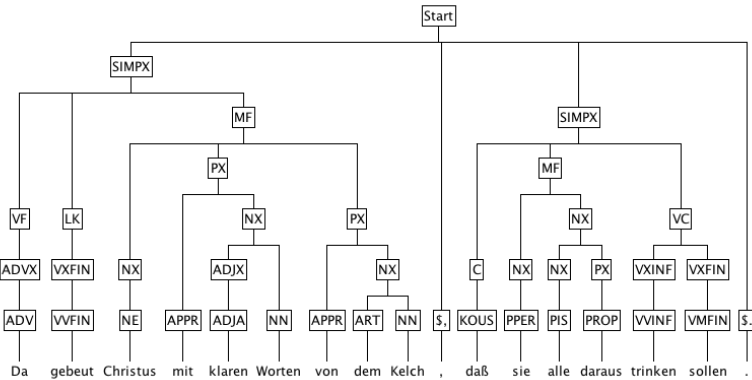 Start
SIMPX
MF SIMPX
PX MF
VF LK NX PX NX VC
ADVX VXFIN NX ADJX NX C NX NX PX VXINF VXFIN
ADV VVFIN NE APPR ADJA NN APPR ART NN $, KOUS PPER PIS PROP VVINF VMFIN $.
Da gebeut Christus mit klaren Worten von dem Kelch , daß sie alle daraus trinken sollen .